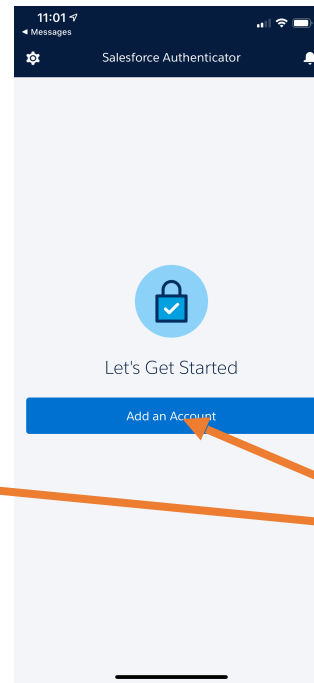 11:01
◄ Messages
Salesforce Authenticator
Let's Get Started
Add an Account